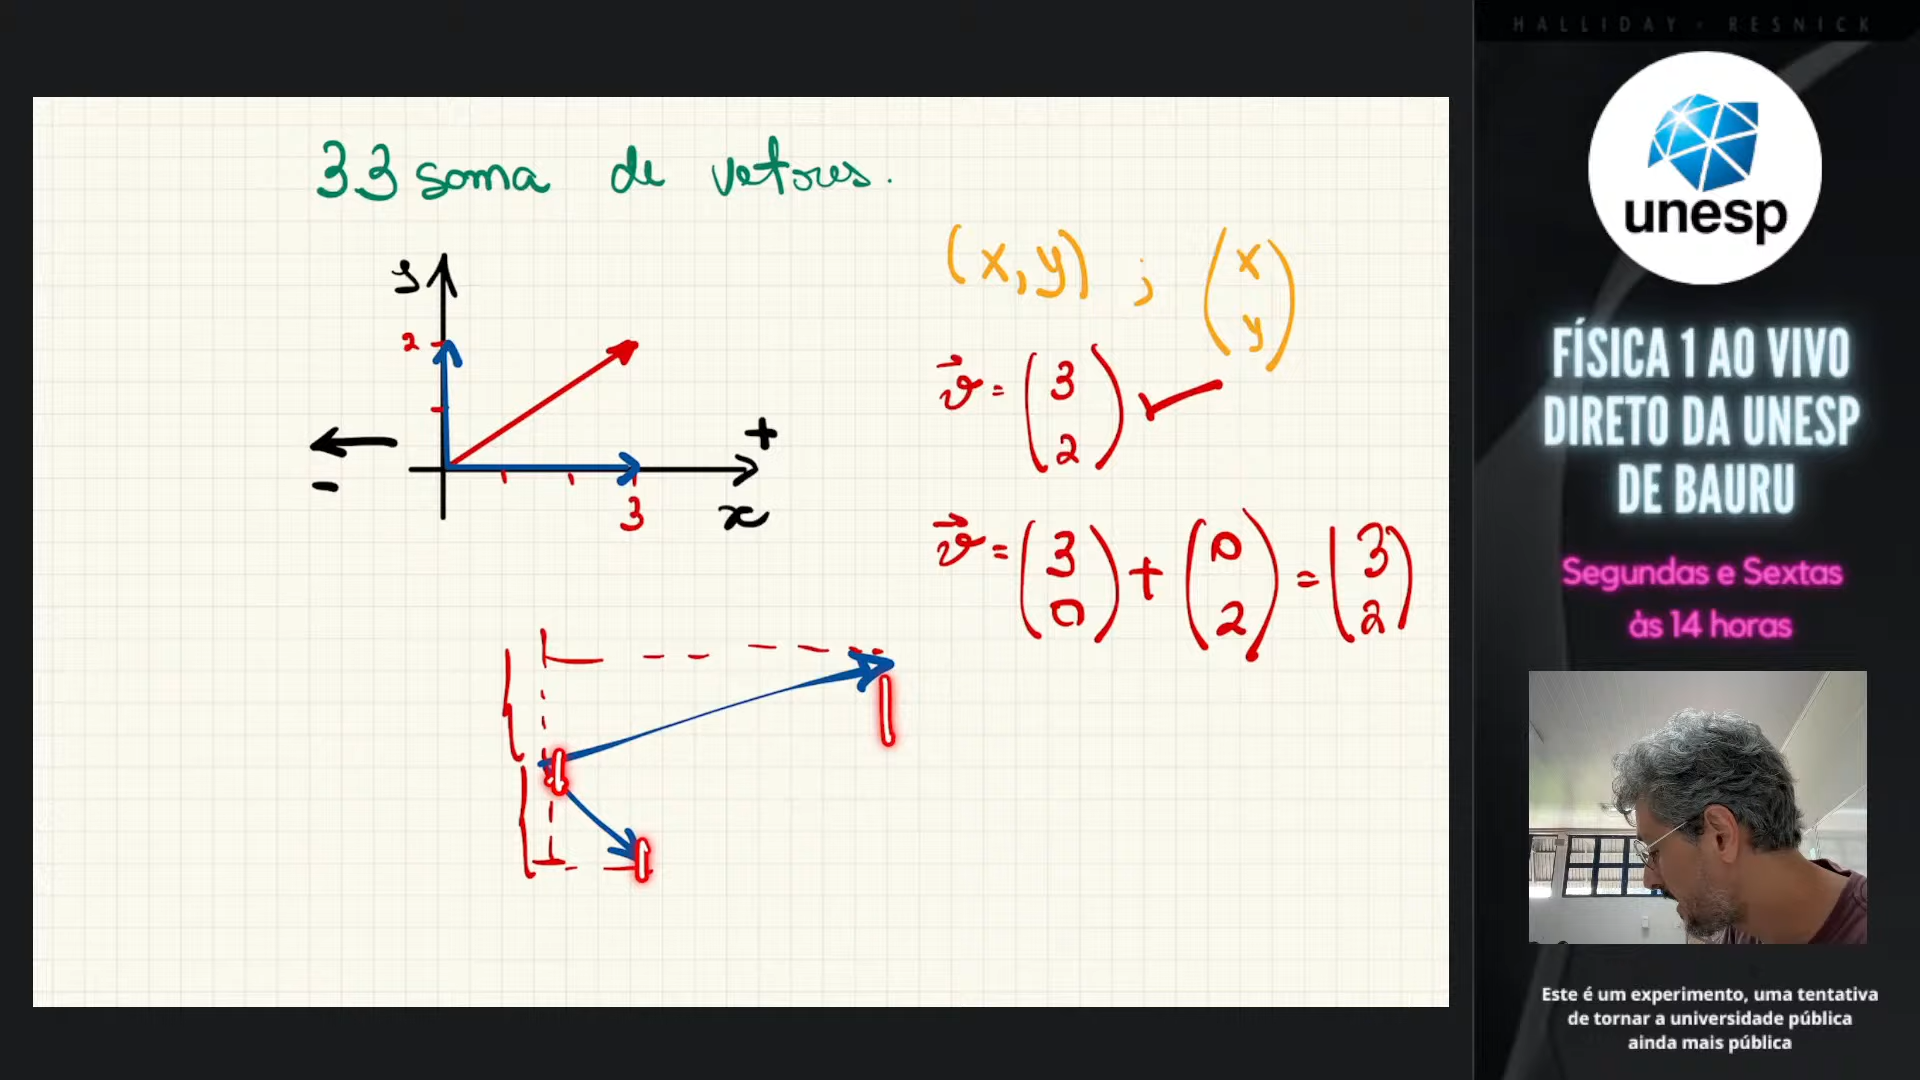 HALLIDAY • RESNICK
unesp
FÍSICA 1 AO VIVO
DIRETO DA UNESP
DE BAURU
Segundas e Sextas
às 14 horas
Este é um experimento, uma tentativa
de tornar a universidade pública
ainda mais pública
3.3 soma de vetores.
(x,y) ; (x
y)
y
2
v⃗ = (3
2) ✓
+
-
3
x
v⃗ = (3
0) + (0
2) = (3
2)